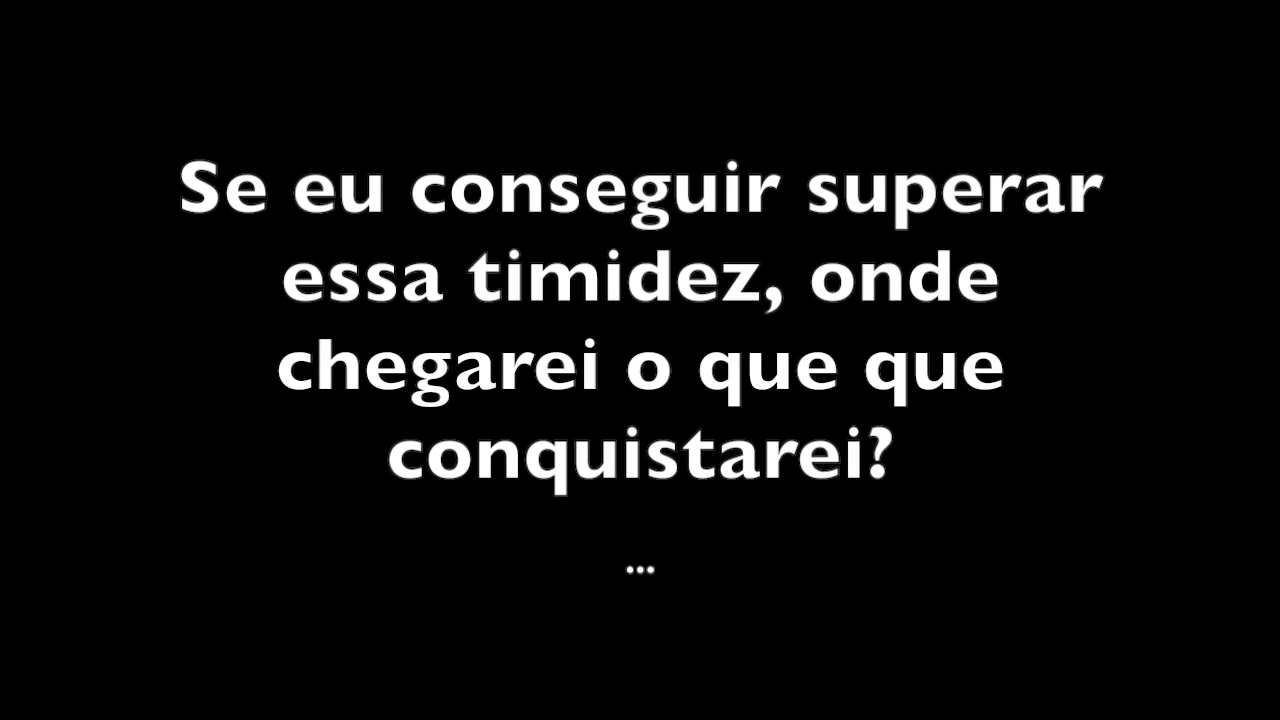 Se eu conseguir superar
essa timidez, onde
chegarei o que que
conquistarei?
...